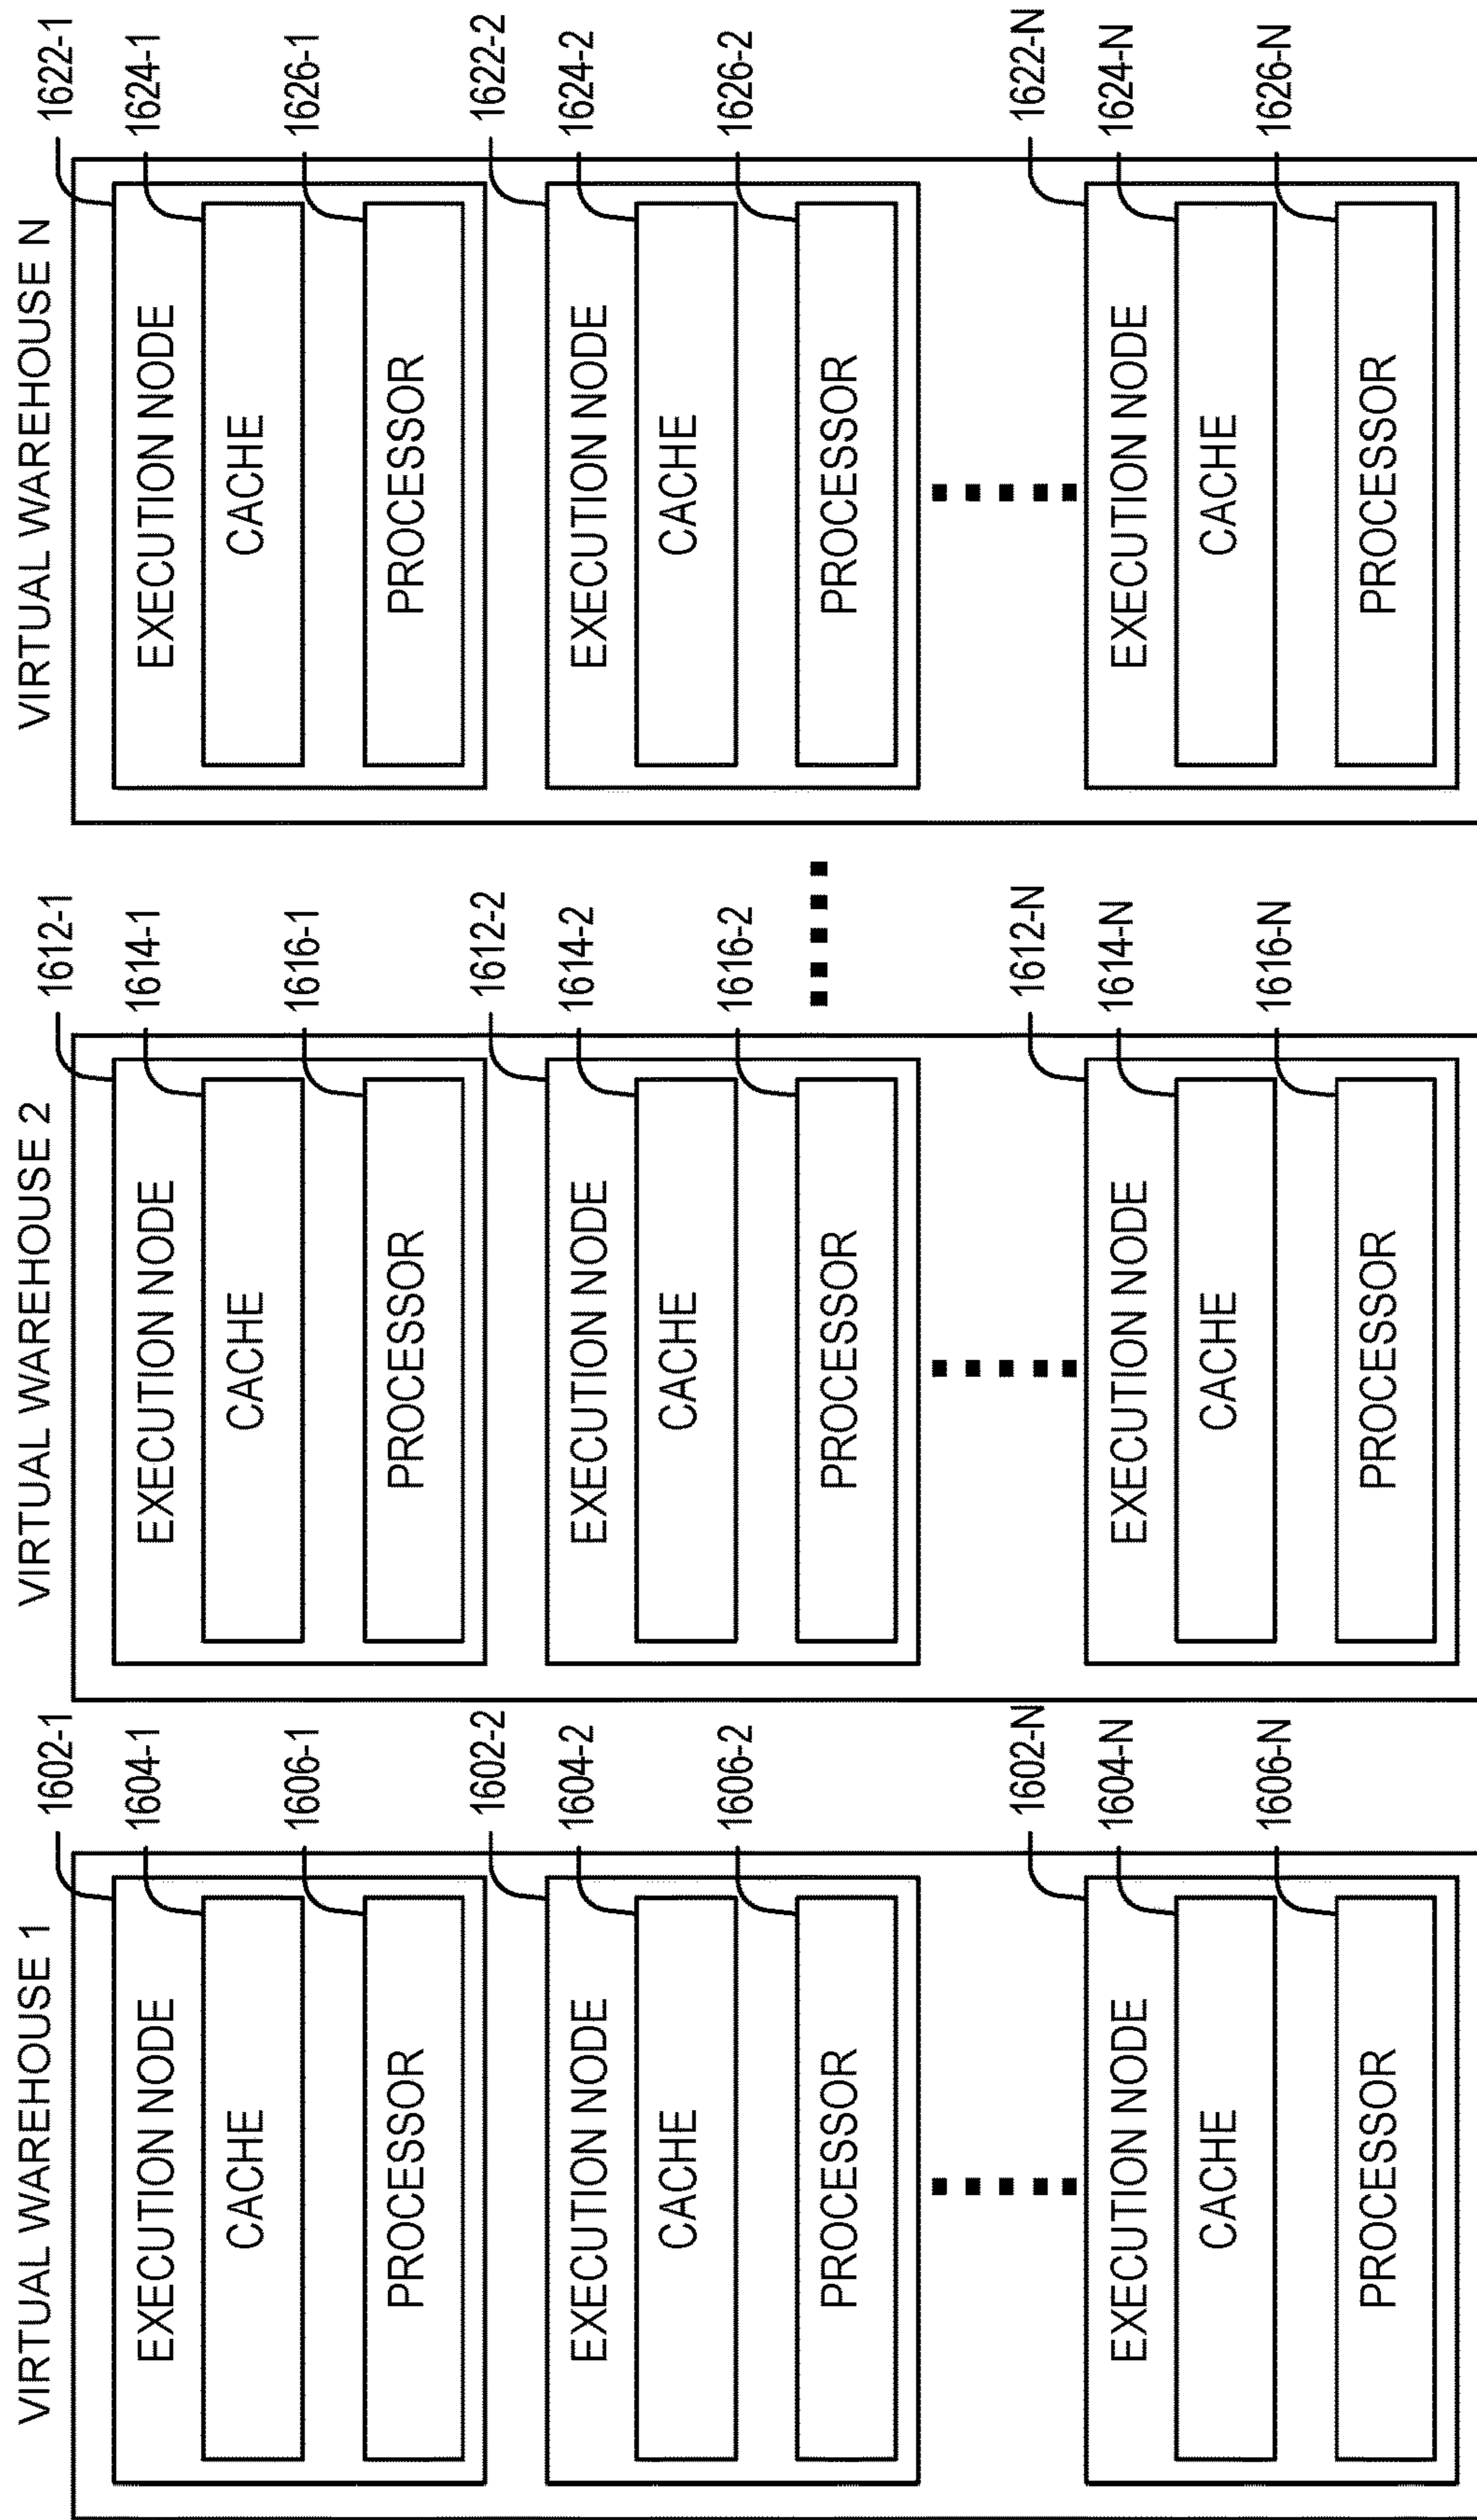 VIRTUAL WAREHOUSE 1
1602-1
EXECUTION NODE
1604-1
CACHE
1606-1
PROCESSOR
1602-2
EXECUTION NODE
1604-2
CACHE
1606-2
PROCESSOR
1602-N
EXECUTION NODE
1604-N
CACHE
1606-N
PROCESSOR
VIRTUAL WAREHOUSE 2
1612-1
EXECUTION NODE
1614-1
CACHE
1616-1
PROCESSOR
1612-2
EXECUTION NODE
1614-2
CACHE
1616-2
PROCESSOR
1612-N
EXECUTION NODE
1614-N
CACHE
1616-N
PROCESSOR
VIRTUAL WAREHOUSE N
1622-1
EXECUTION NODE
1624-1
CACHE
1626-1
PROCESSOR
1622-2
EXECUTION NODE
1624-2
CACHE
1626-2
PROCESSOR
1622-N
EXECUTION NODE
1624-N
CACHE
1626-N
PROCESSOR